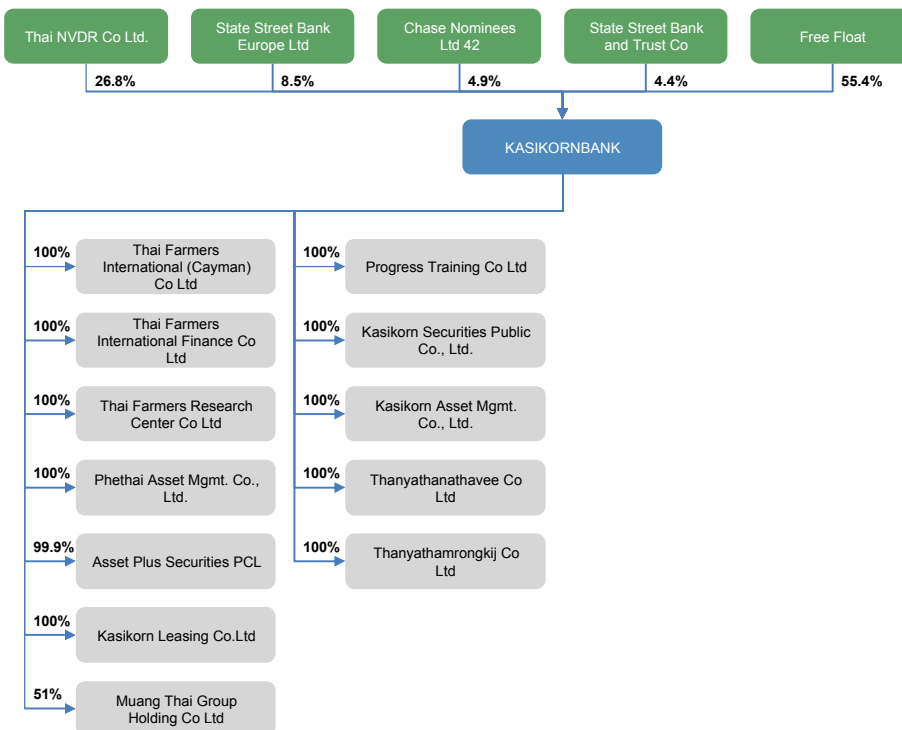 Thai NVDR Co Ltd.
State Street Bank
Europe Ltd
Chase Nominees
Ltd 42
State Street Bank
and Trust Co
Free Float
26.8%
8.5%
4.9%
4.4%
55.4%
KASIKORNBANK
100%
Thai Farmers
International (Cayman)
Co Ltd
100%
Thai Farmers
International Finance Co
Ltd
100%
Thai Farmers Research
Center Co Ltd
100%
Phethai Asset Mgmt. Co.,
Ltd.
99.9%
Asset Plus Securities PCL
100%
Kasikorn Leasing Co.Ltd
51%
Muang Thai Group
Holding Co Ltd
100%
Progress Training Co Ltd
100%
Kasikorn Securities Public
Co., Ltd.
100%
Kasikorn Asset Mgmt.
Co., Ltd.
100%
Thanyathanathavee Co
Ltd
100%
Thanyathamrongkij Co
Ltd